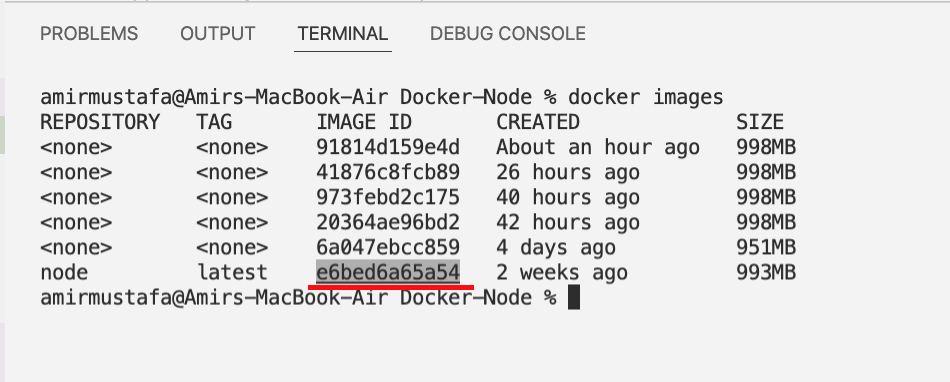 PROBLEMS OUTPUT TERMINAL DEBUG CONSOLE
amirmustafa@Amirs-MacBook-Air Docker-Node % docker images
REPOSITORY TAG IMAGE ID CREATED SIZE
<none> <none> 91814d159e4d About an hour ago 998MB
<none> <none> 41876c8fcb89 26 hours ago 998MB
<none> <none> 973febd2c175 40 hours ago 998MB
<none> <none> 20364ae96bd2 42 hours ago 998MB
<none> <none> 6a047ebcc859 4 days ago 951MB
node latest e6bed6a65a54 2 weeks ago 993MB
amirmustafa@Amirs-MacBook-Air Docker-Node %